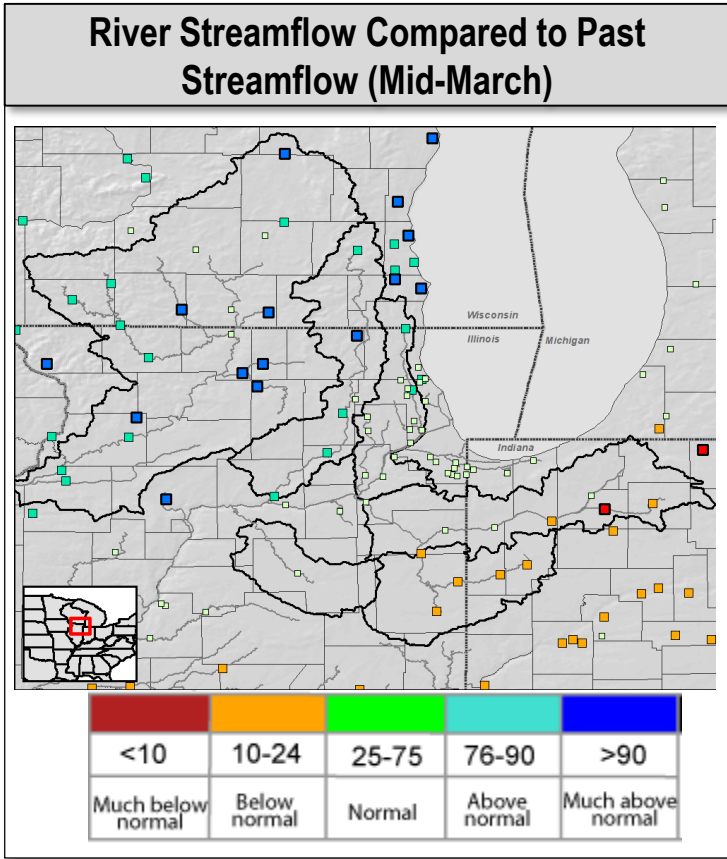 River Streamflow Compared to Past
Streamflow (Mid-March)
Wisconsin
Illinois
Michigan
Indiana
<10 10-24 25-75 76-90 >90
Much below normal Below normal Normal Above normal Much above normal